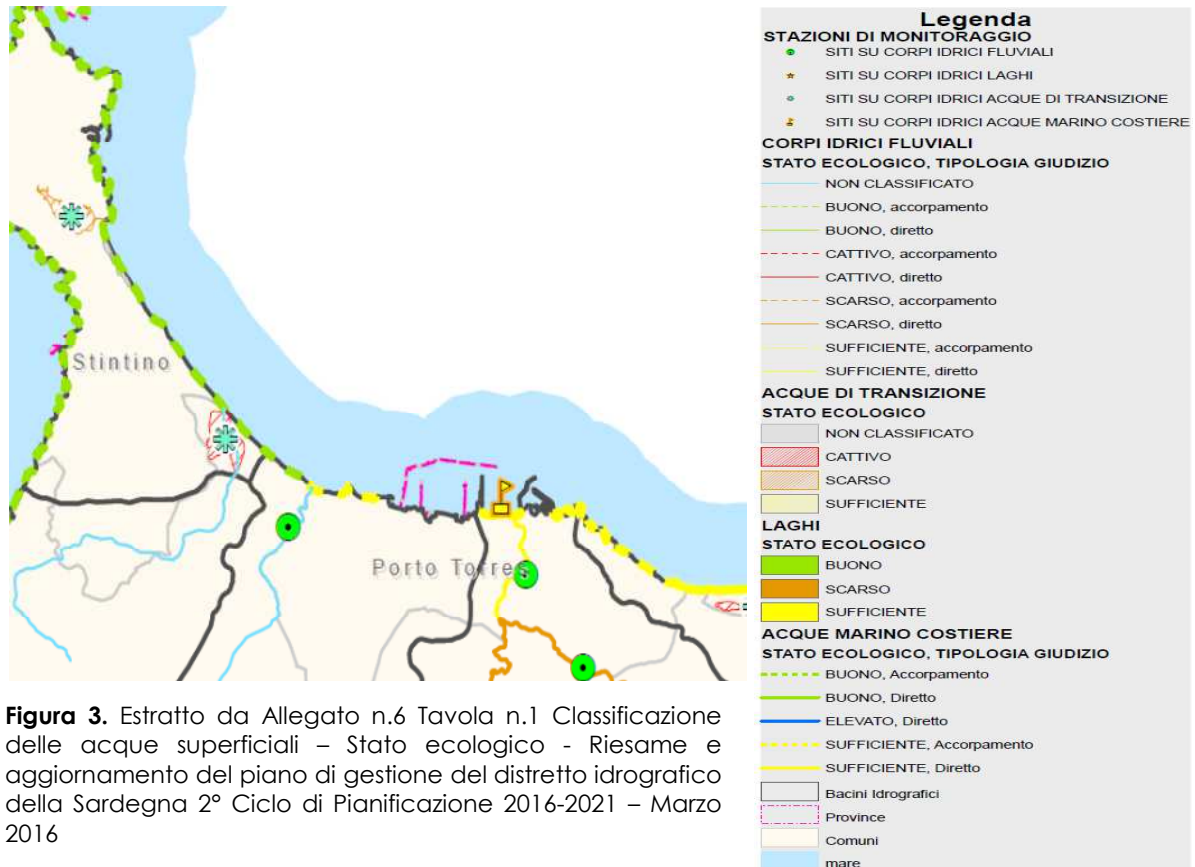 Stintino
Porto Torres
Figura 3. Estratto da Allegato n.6 Tavola n.1 Classificazione
delle acque superficiali – Stato ecologico - Riesame e
aggiornamento del piano di gestione del distretto idrografico
della Sardegna 2° Ciclo di Pianificazione 2016-2021 – Marzo
2016
Legenda
STAZIONI DI MONITORAGGIO
SITI SU CORPI IDRICI FLUVIALI
SITI SU CORPI IDRICI LAGHI
SITI SU CORPI IDRICI ACQUE DI TRANSIZIONE
SITI SU CORPI IDRICI ACQUE MARINO COSTIERE
CORPI IDRICI FLUVIALI
STATO ECOLOGICO, TIPOLOGIA GIUDIZIO
NON CLASSIFICATO
BUONO, accorpamento
BUONO, diretto
CATTIVO, accorpamento
CATTIVO, diretto
SCARSO, accorpamento
SCARSO, diretto
SUFFICIENTE, accorpamento
SUFFICIENTE, diretto
ACQUE DI TRANSIZIONE
STATO ECOLOGICO
NON CLASSIFICATO
CATTIVO
SCARSO
SUFFICIENTE
LAGHI
STATO ECOLOGICO
BUONO
SCARSO
SUFFICIENTE
ACQUE MARINO COSTIERE
STATO ECOLOGICO, TIPOLOGIA GIUDIZIO
BUONO, Accorpamento
BUONO, Diretto
ELEVATO, Diretto
SUFFICIENTE, Accorpamento
SUFFICIENTE, Diretto
Bacini Idrografici
Province
Comuni
mare